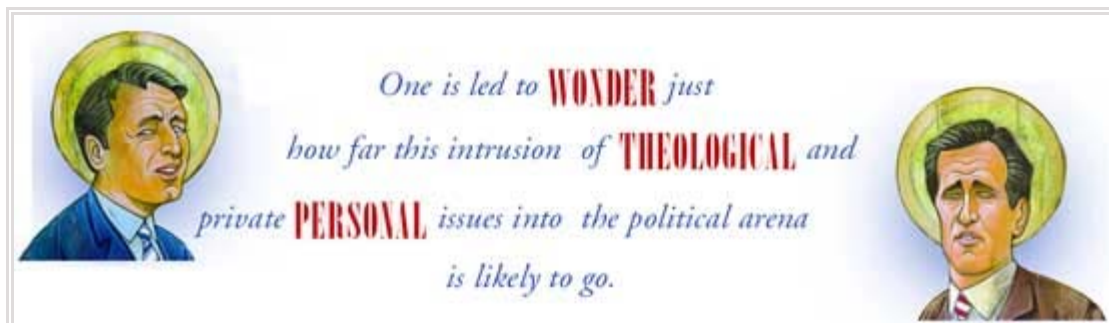 One is led to WONDER just
how far this intrusion of THEOLOGICAL and
private PERSONAL issues into the political arena
is likely to go.